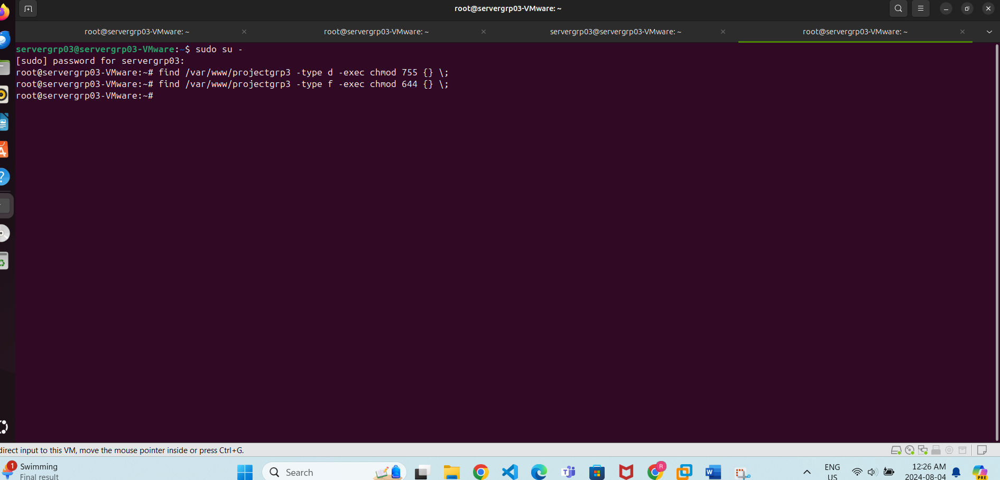 root@servergrp03-VMware: ~
root@servergrp03-VMware: ~
root@servergrp03-VMware: ~
servergrp03@servergrp03-VMware: ~
root@servergrp03-VMware: ~
servergrp03@servergrp03-VMware:~$ sudo su -
[sudo] password for servergrp03:
root@servergrp03-VMware:~# find /var/www/projectgrp3 -type d -exec chmod 755 {} \;
root@servergrp03-VMware:~# find /var/www/projectgrp3 -type f -exec chmod 644 {} \;
root@servergrp03-VMware:~#
direct input to this VM, move the mouse pointer inside or press Ctrl+G.
1
Swimming
Final result
Search
R
ENG
US
12:26 AM
2024-08-04
PRE